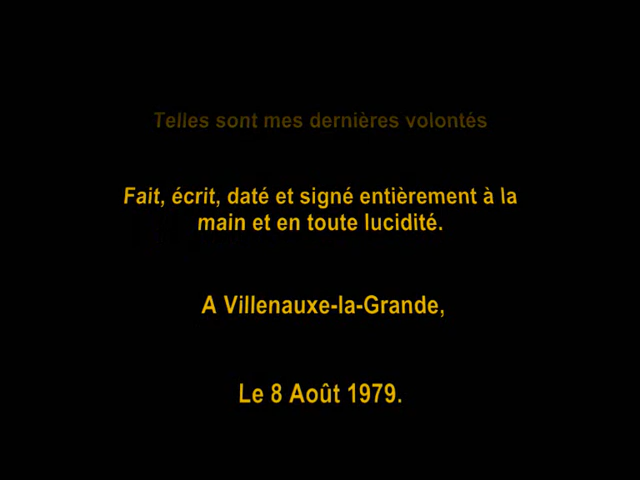 Telles sont mes dernières volontés
Fait, écrit, daté et signé entièrement à la
main et en toute lucidité.
A Villenauxe-la-Grande,
Le 8 Août 1979.